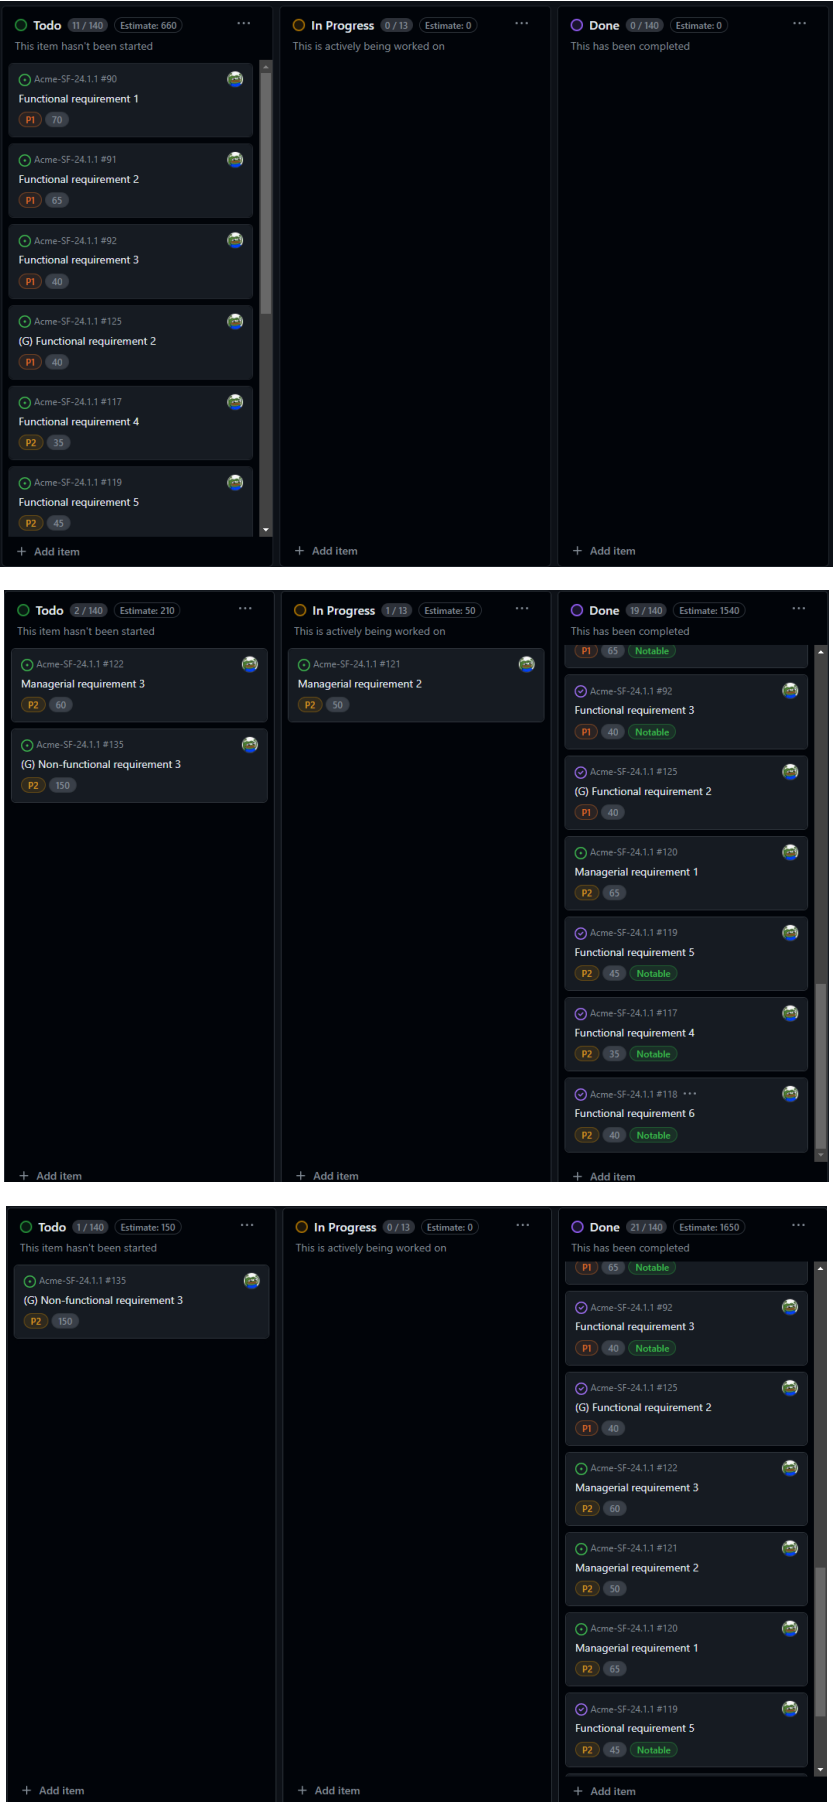 Todo 11 / 140 Estimate: 660 ...
This item hasn't been started
Acme-SF-24.1.1 #90
Functional requirement 1
P1 70
Acme-SF-24.1.1 #91
Functional requirement 2
P1 65
Acme-SF-24.1.1 #92
Functional requirement 3
P1 40
Acme-SF-24.1.1 #125
(G) Functional requirement 2
P1 40
Acme-SF-24.1.1 #117
Functional requirement 4
P2 35
Acme-SF-24.1.1 #119
Functional requirement 5
P2 45
+ Add item
In Progress 0 / 13 Estimate: 0 ...
This is actively being worked on
+ Add item
Done 0 / 140 Estimate: 0 ...
This has been completed
+ Add item
Todo 2 / 140 Estimate: 210 ...
This item hasn't been started
Acme-SF-24.1.1 #122
Managerial requirement 3
P2 60
Acme-SF-24.1.1 #135
(G) Non-functional requirement 3
P2 150
+ Add item
In Progress 1 / 13 Estimate: 50 ...
This is actively being worked on
Acme-SF-24.1.1 #121
Managerial requirement 2
P2 50
+ Add item
Done 19 / 140 Estimate: 1540 ...
This has been completed
P1 65 Notable
Acme-SF-24.1.1 #92
Functional requirement 3
P1 40 Notable
Acme-SF-24.1.1 #125
(G) Functional requirement 2
P1 40
Acme-SF-24.1.1 #120
Managerial requirement 1
P2 65
Acme-SF-24.1.1 #119
Functional requirement 5
P2 45 Notable
Acme-SF-24.1.1 #117
Functional requirement 4
P2 35 Notable
Acme-SF-24.1.1 #118 ...
Functional requirement 6
P2 40 Notable
+ Add item
Todo 1 / 140 Estimate: 150 ...
This item hasn't been started
Acme-SF-24.1.1 #135
(G) Non-functional requirement 3
P2 150
+ Add item
In Progress 0 / 13 Estimate: 0 ...
This is actively being worked on
+ Add item
Done 21 / 140 Estimate: 1650 ...
This has been completed
P1 65 Notable
Acme-SF-24.1.1 #92
Functional requirement 3
P1 40 Notable
Acme-SF-24.1.1 #125
(G) Functional requirement 2
P1 40
Acme-SF-24.1.1 #122
Managerial requirement 3
P2 60
Acme-SF-24.1.1 #121
Managerial requirement 2
P2 50
Acme-SF-24.1.1 #120
Managerial requirement 1
P2 65
Acme-SF-24.1.1 #119
Functional requirement 5
P2 45 Notable
+ Add item